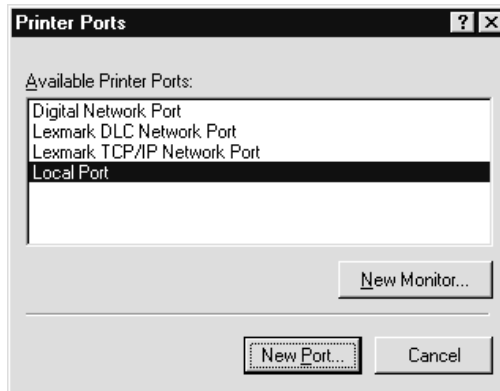 Printer Ports
Available Printer Ports:
Digital Network Port
Lexmark DLC Network Port
Lexmark TCP/IP Network Port
Local Port
New Monitor...
New Port...
Cancel